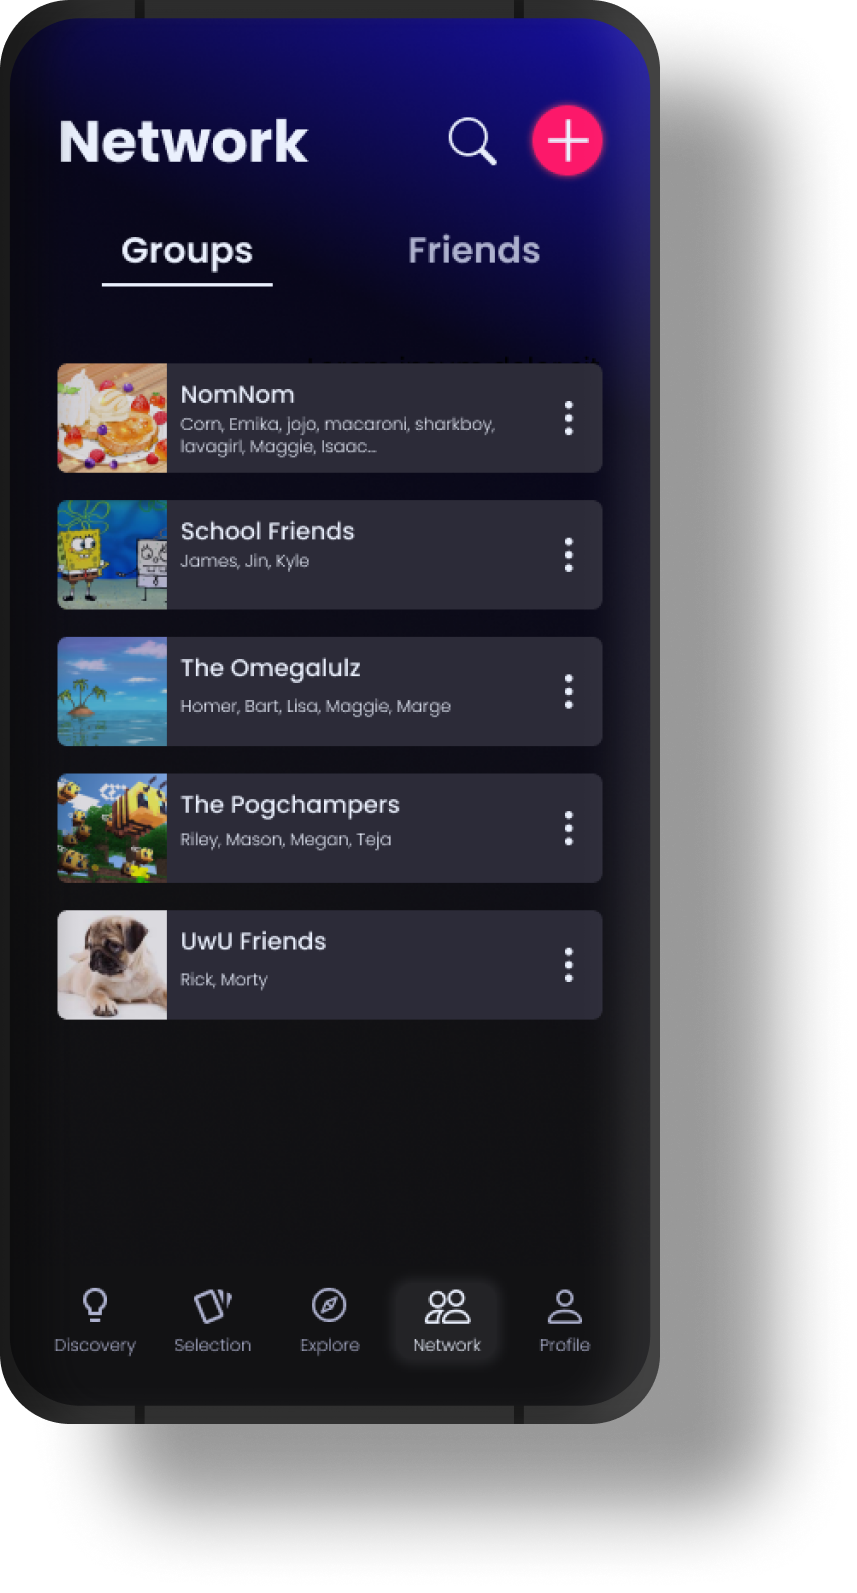 Network
Groups Friends
NomNom
Corn, Emika, jojo, macaroni, sharkboy,
lavagirl, Maggie, Isaac...
School Friends
James, Jin, Kyle
The Omegalulz
Homer, Bart, Lisa, Maggie, Marge
The Pogchampers
Riley, Mason, Megan, Teja
UwU Friends
Rick, Morty
Discovery Selection Explore Network Profile